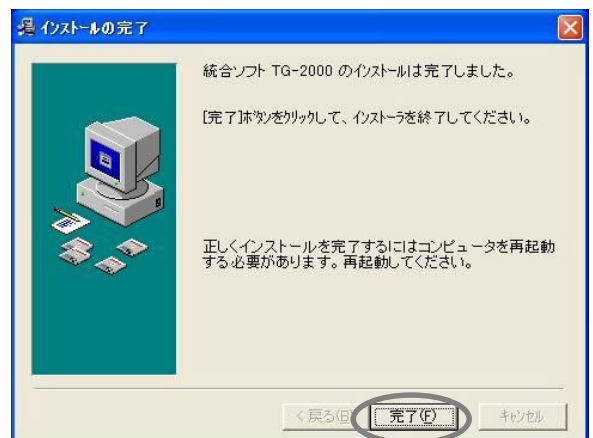 インストールの完了
統合ソフト TG-2000 のインストールは完了しました。
[完了]ボタンをクリックして、インストーラを終了してください。
正しくインストールを完了するにはコンピュータを再起動
する必要があります。再起動してください。
< 戻る(B) 完了(F) キャンセル